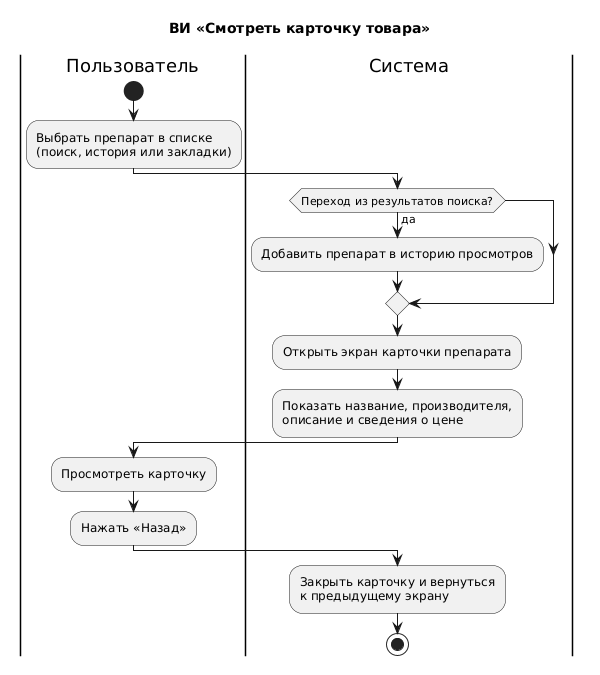 ВИ «Смотреть карточку товара»
Пользователь
Система
Выбрать препарат в списке
(поиск, история или закладки)
Переход из результатов поиска?
да
Добавить препарат в историю просмотров
Открыть экран карточки препарата
Показать название, производителя,
описание и сведения о цене
Просмотреть карточку
Нажать «Назад»
Закрыть карточку и вернуться
к предыдущему экрану